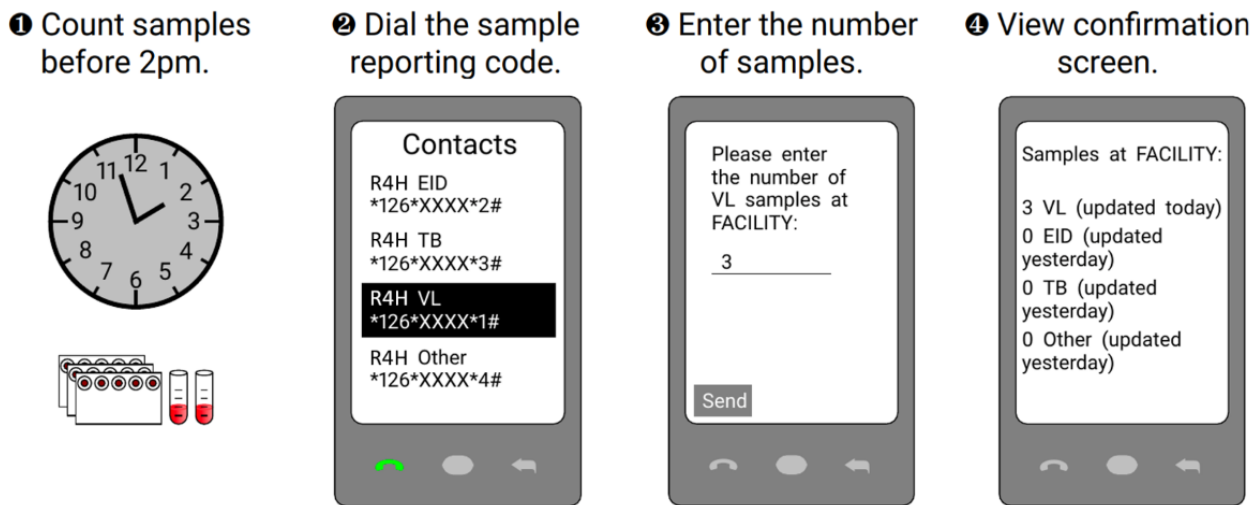 ❶ Count samples
before 2pm.
11 12 1
10 2
9 3
8 4
7 6 5
❷ Dial the sample
reporting code.
Contacts
R4H EID
*126*XXXX*2#
R4H TB
*126*XXXX*3#
R4H VL
*126*XXXX*1#
R4H Other
*126*XXXX*4#
❸ Enter the number
of samples.
Please enter
the number of
VL samples at
FACILITY:
3
Send
❹ View confirmation
screen.
Samples at FACILITY:
3 VL (updated today)
0 EID (updated
yesterday)
0 TB (updated
yesterday)
0 Other (updated
yesterday)